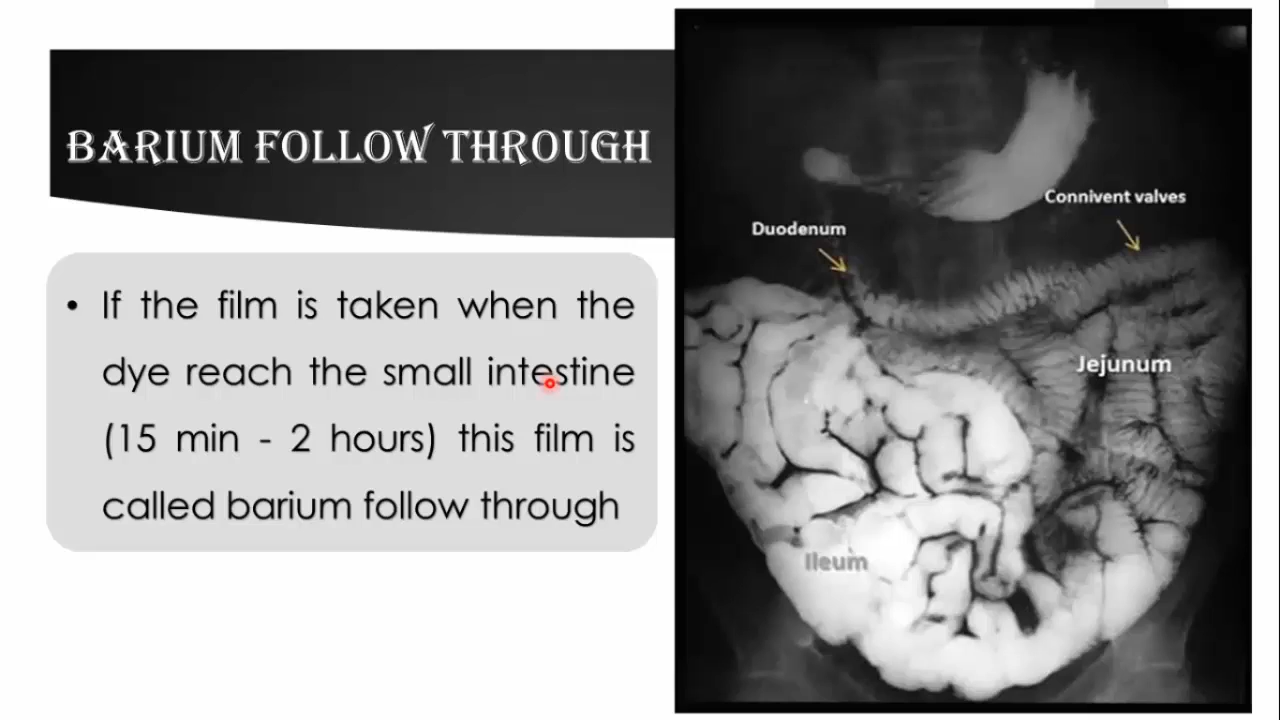 BARIUM FOLLOW THROUGH
• If the film is taken when the
dye reach the small intestine
(15 min - 2 hours) this film is
called barium follow through
Connivent valves
Duodenum
Jejunum
Ileum